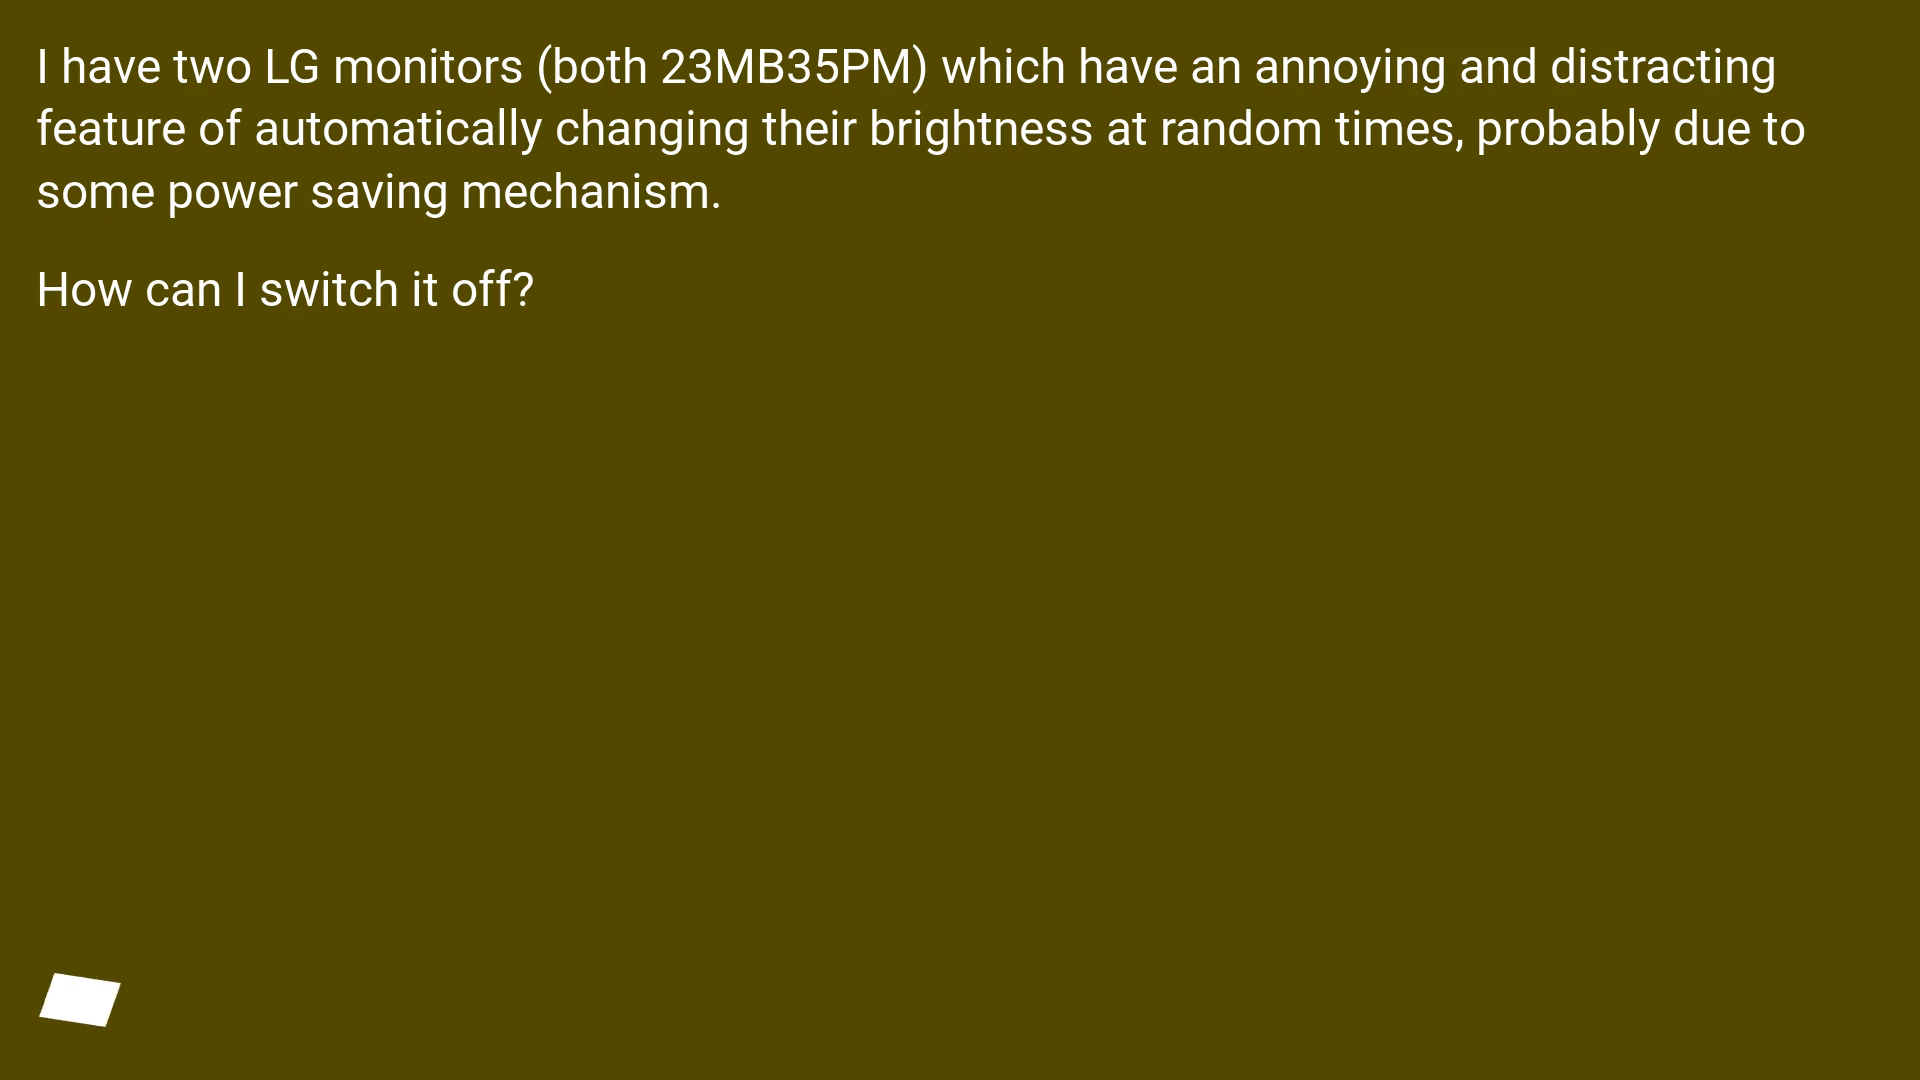 I have two LG monitors (both 23MB35PM) which have an annoying and distracting
feature of automatically changing their brightness at random times, probably due to
some power saving mechanism.
How can I switch it off?